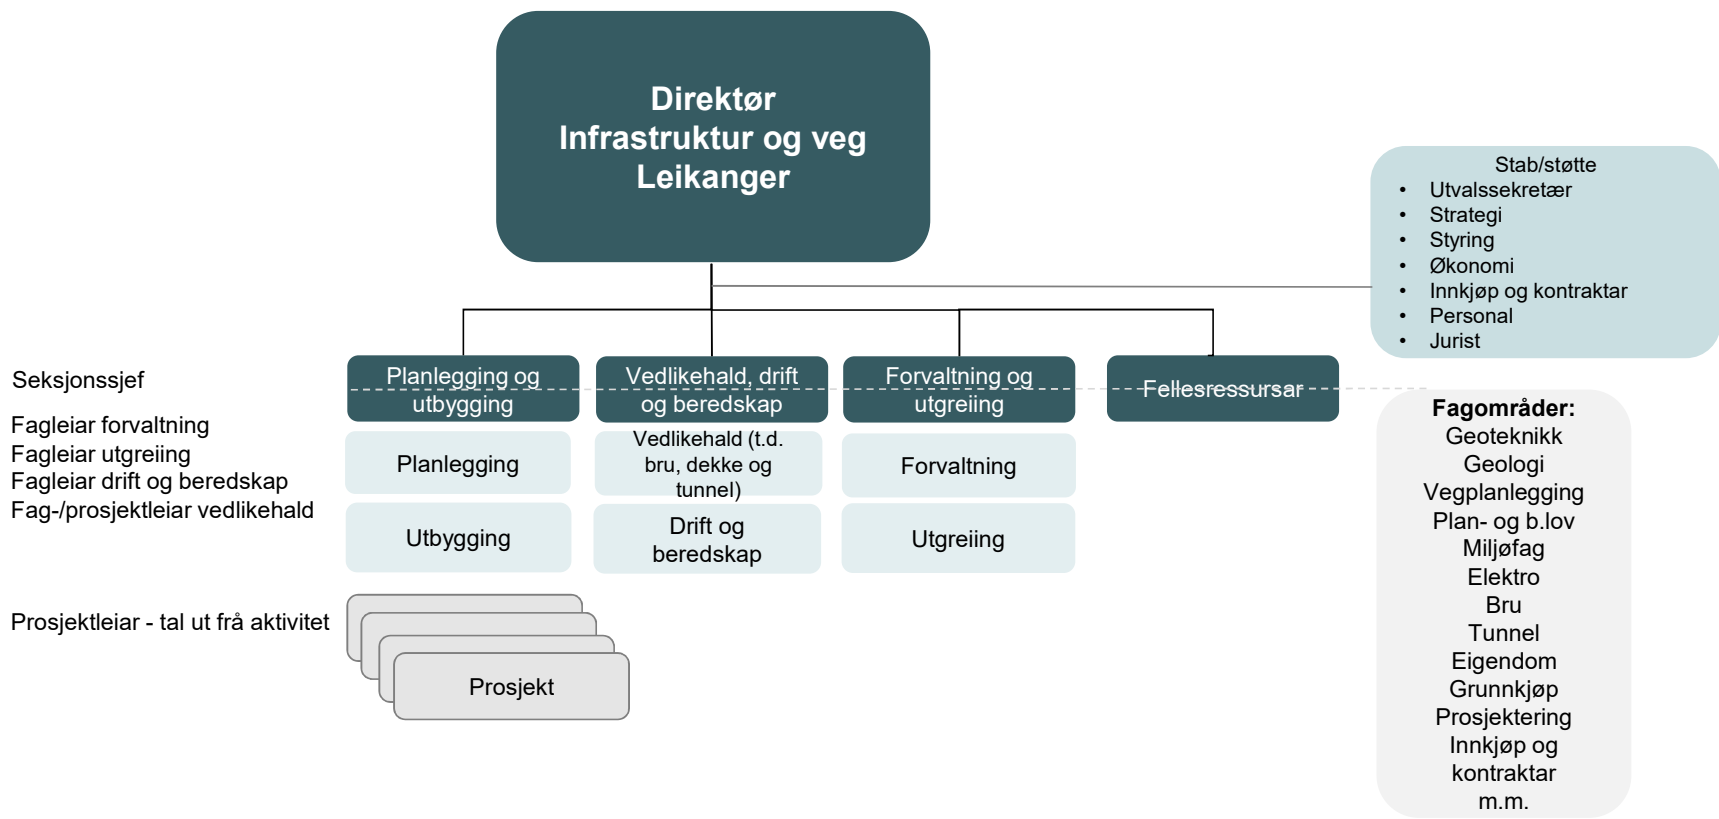 Direktør
Infrastruktur og veg
Leikanger
Stab/støtte
• Utvalssekretær
• Strategi
• Styring
• Økonomi
• Innkjøp og kontraktar
• Personal
• Jurist
Seksjonssjef
Planlegging og
utbygging
Vedlikehald, drift
og beredskap
Forvaltning og
utgreiing
Fellesressursar
Fagleiar forvaltning
Fagleiar utgreiing
Fagleiar drift og beredskap
Fag-/prosjektleiar vedlikehald
Planlegging
Vedlikehald (t.d.
bru, dekke og
tunnel)
Forvaltning
Utbygging
Drift og
beredskap
Utgreiing
Prosjektleiar - tal ut frå aktivitet
Prosjekt
Fagområder:
Geoteknikk
Geologi
Vegplanlegging
Plan- og b.lov
Miljøfag
Elektro
Bru
Tunnel
Eigendom
Grunnkjøp
Prosjektering
Innkjøp og
kontraktar
m.m.